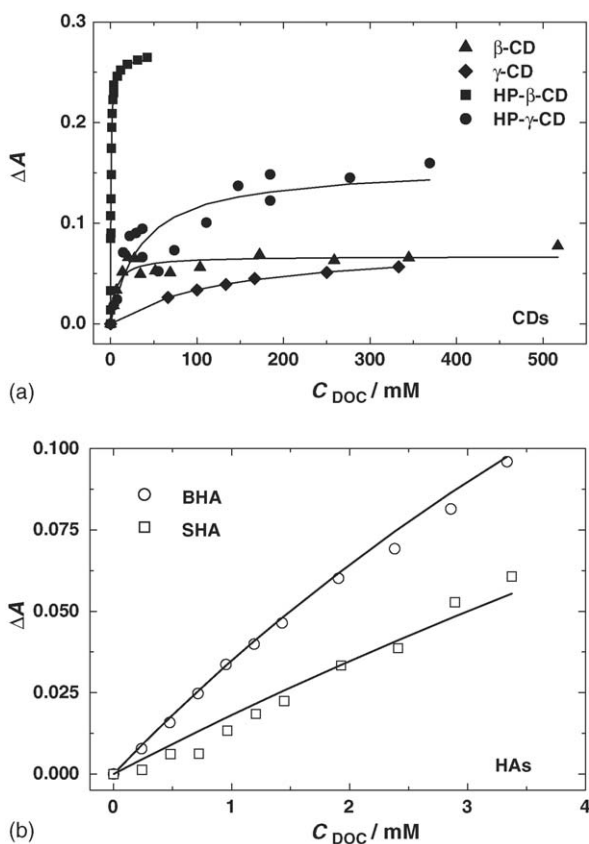 (a)
ΔA
0.3
0.2
0.1
0.0
β-CD
γ-CD
HP-β-CD
HP-γ-CD
CDs
0 100 200 300 400 500
C DOC / mM
(b)
ΔA
0.100
0.075
0.050
0.025
0.000
BHA
SHA
HAs
0 1 2 3 4
C DOC / mM